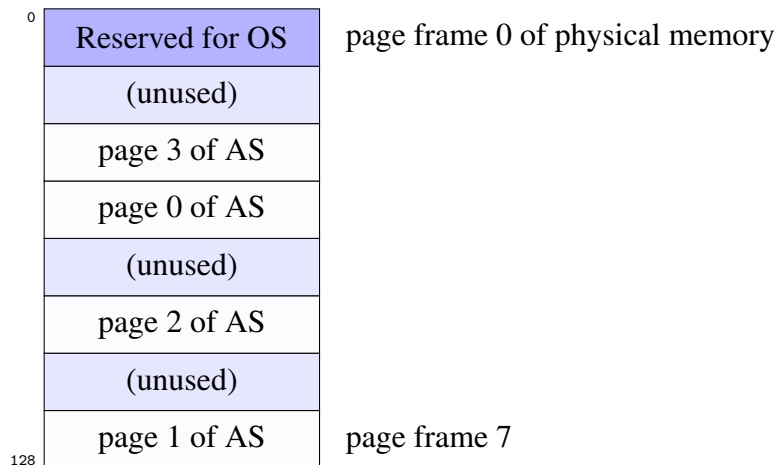 0
Reserved for OS
page frame 0 of physical memory
(unused)
page 3 of AS
page 0 of AS
(unused)
page 2 of AS
(unused)
page 1 of AS
page frame 7
128